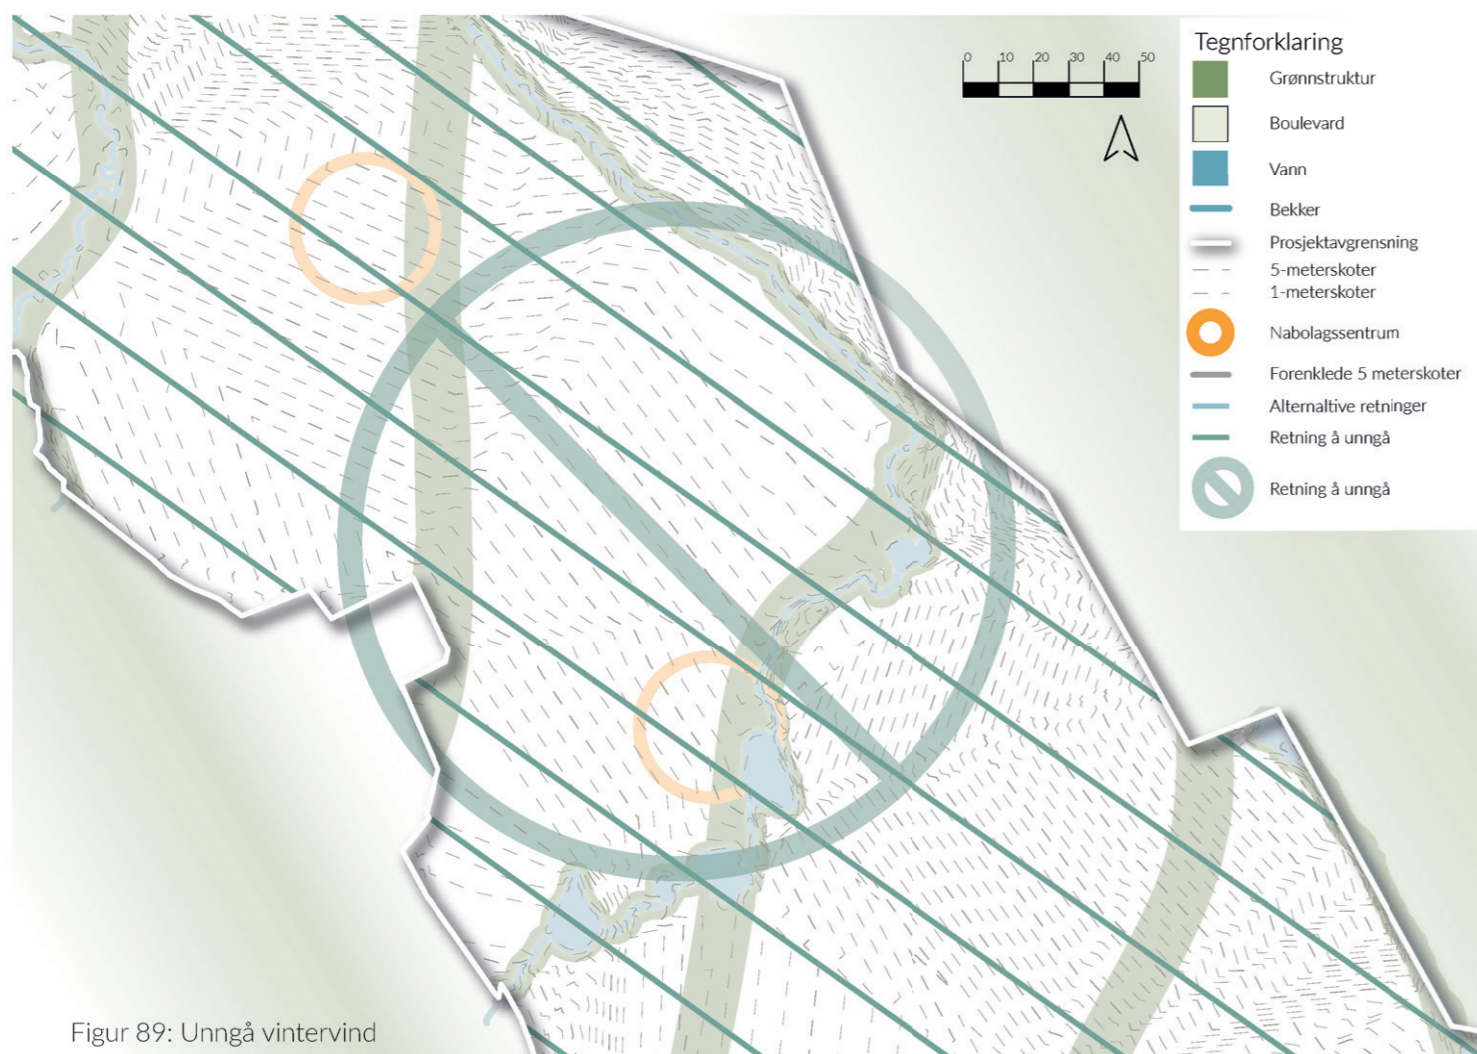 0 10 20 30 40 50
Tegnforklaring
Grønnstruktur
Boulevard
Vann
Bekker
Prosjektavgrensning
5-meterskoter
1-meterskoter
Nabolagssentrum
Forenklede 5 meterskoter
Alternaltive retninger
Retning å unngå
Retning å unngå
Figur 89: Unngå vintervind